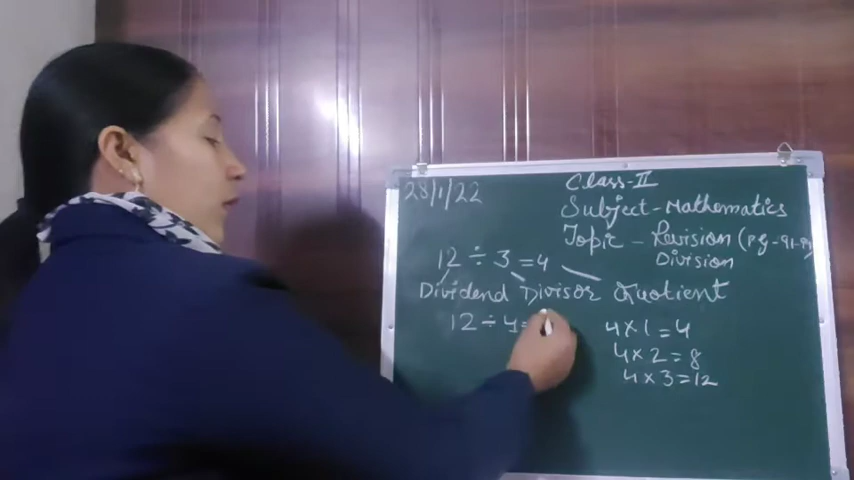 28/1/22
Class-II
Subject-Mathematics
Topic - Revision (Pg-91-9
Division
12 ÷ 3 = 4
Dividend Divisor Quotient
12 ÷ 4 =
4 x 1 = 4
4 x 2 = 8
4 x 3 = 12